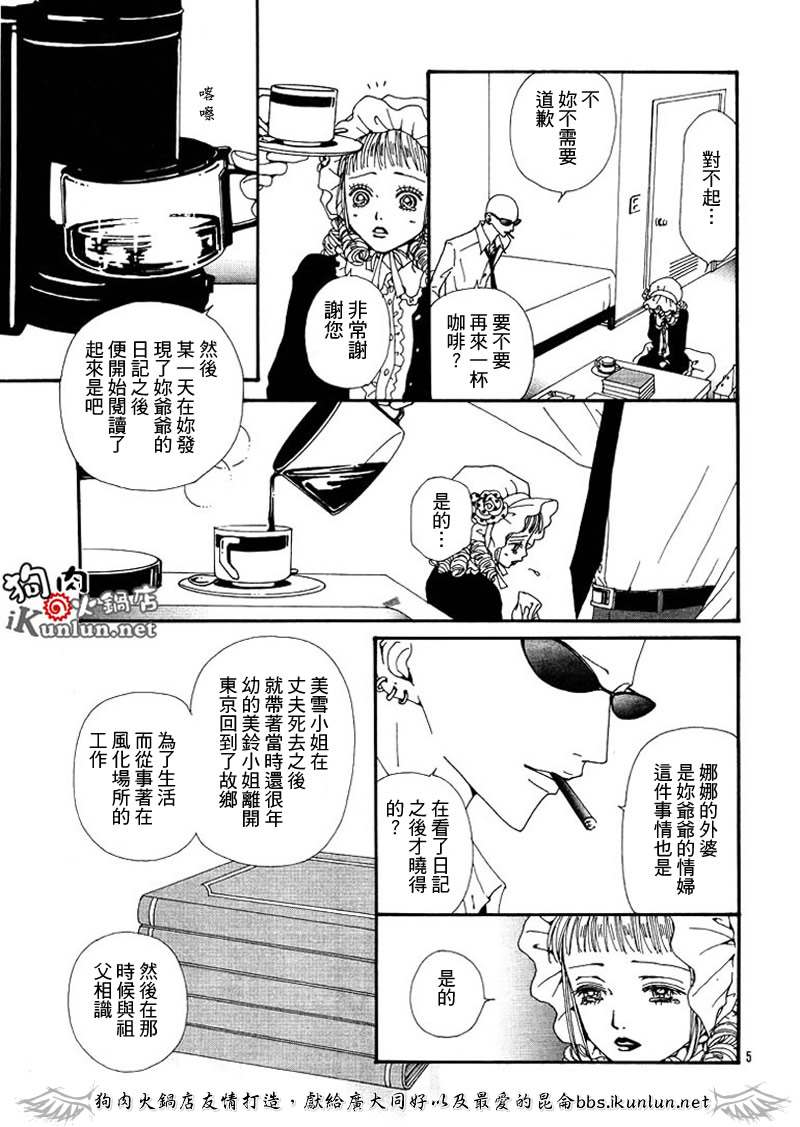 對不起…
不
妳不需要
道歉
要不要
再來一杯
咖啡？
非常謝
謝您
喀嚓
然後
某一天在妳發
現了妳爺爺的
日記之後
便開始閱讀了
起來是吧
是的…
狗肉火鍋店
iKunlun.net
娜娜的外婆
是妳爺爺的情婦
這件事情也是
在看了日記
之後才曉得
的？
是的
美雪小姐在
丈夫死去之後
就帶著當時還很年
幼的美鈴小姐離開
東京回到了故鄉
為了生活
而從事著在
風化場所的
工作
然後在那
時候與祖
父相識
5
狗肉火鍋店友情打造，獻給廣大同好以及最愛的昆侖bbs.ikunlun.net